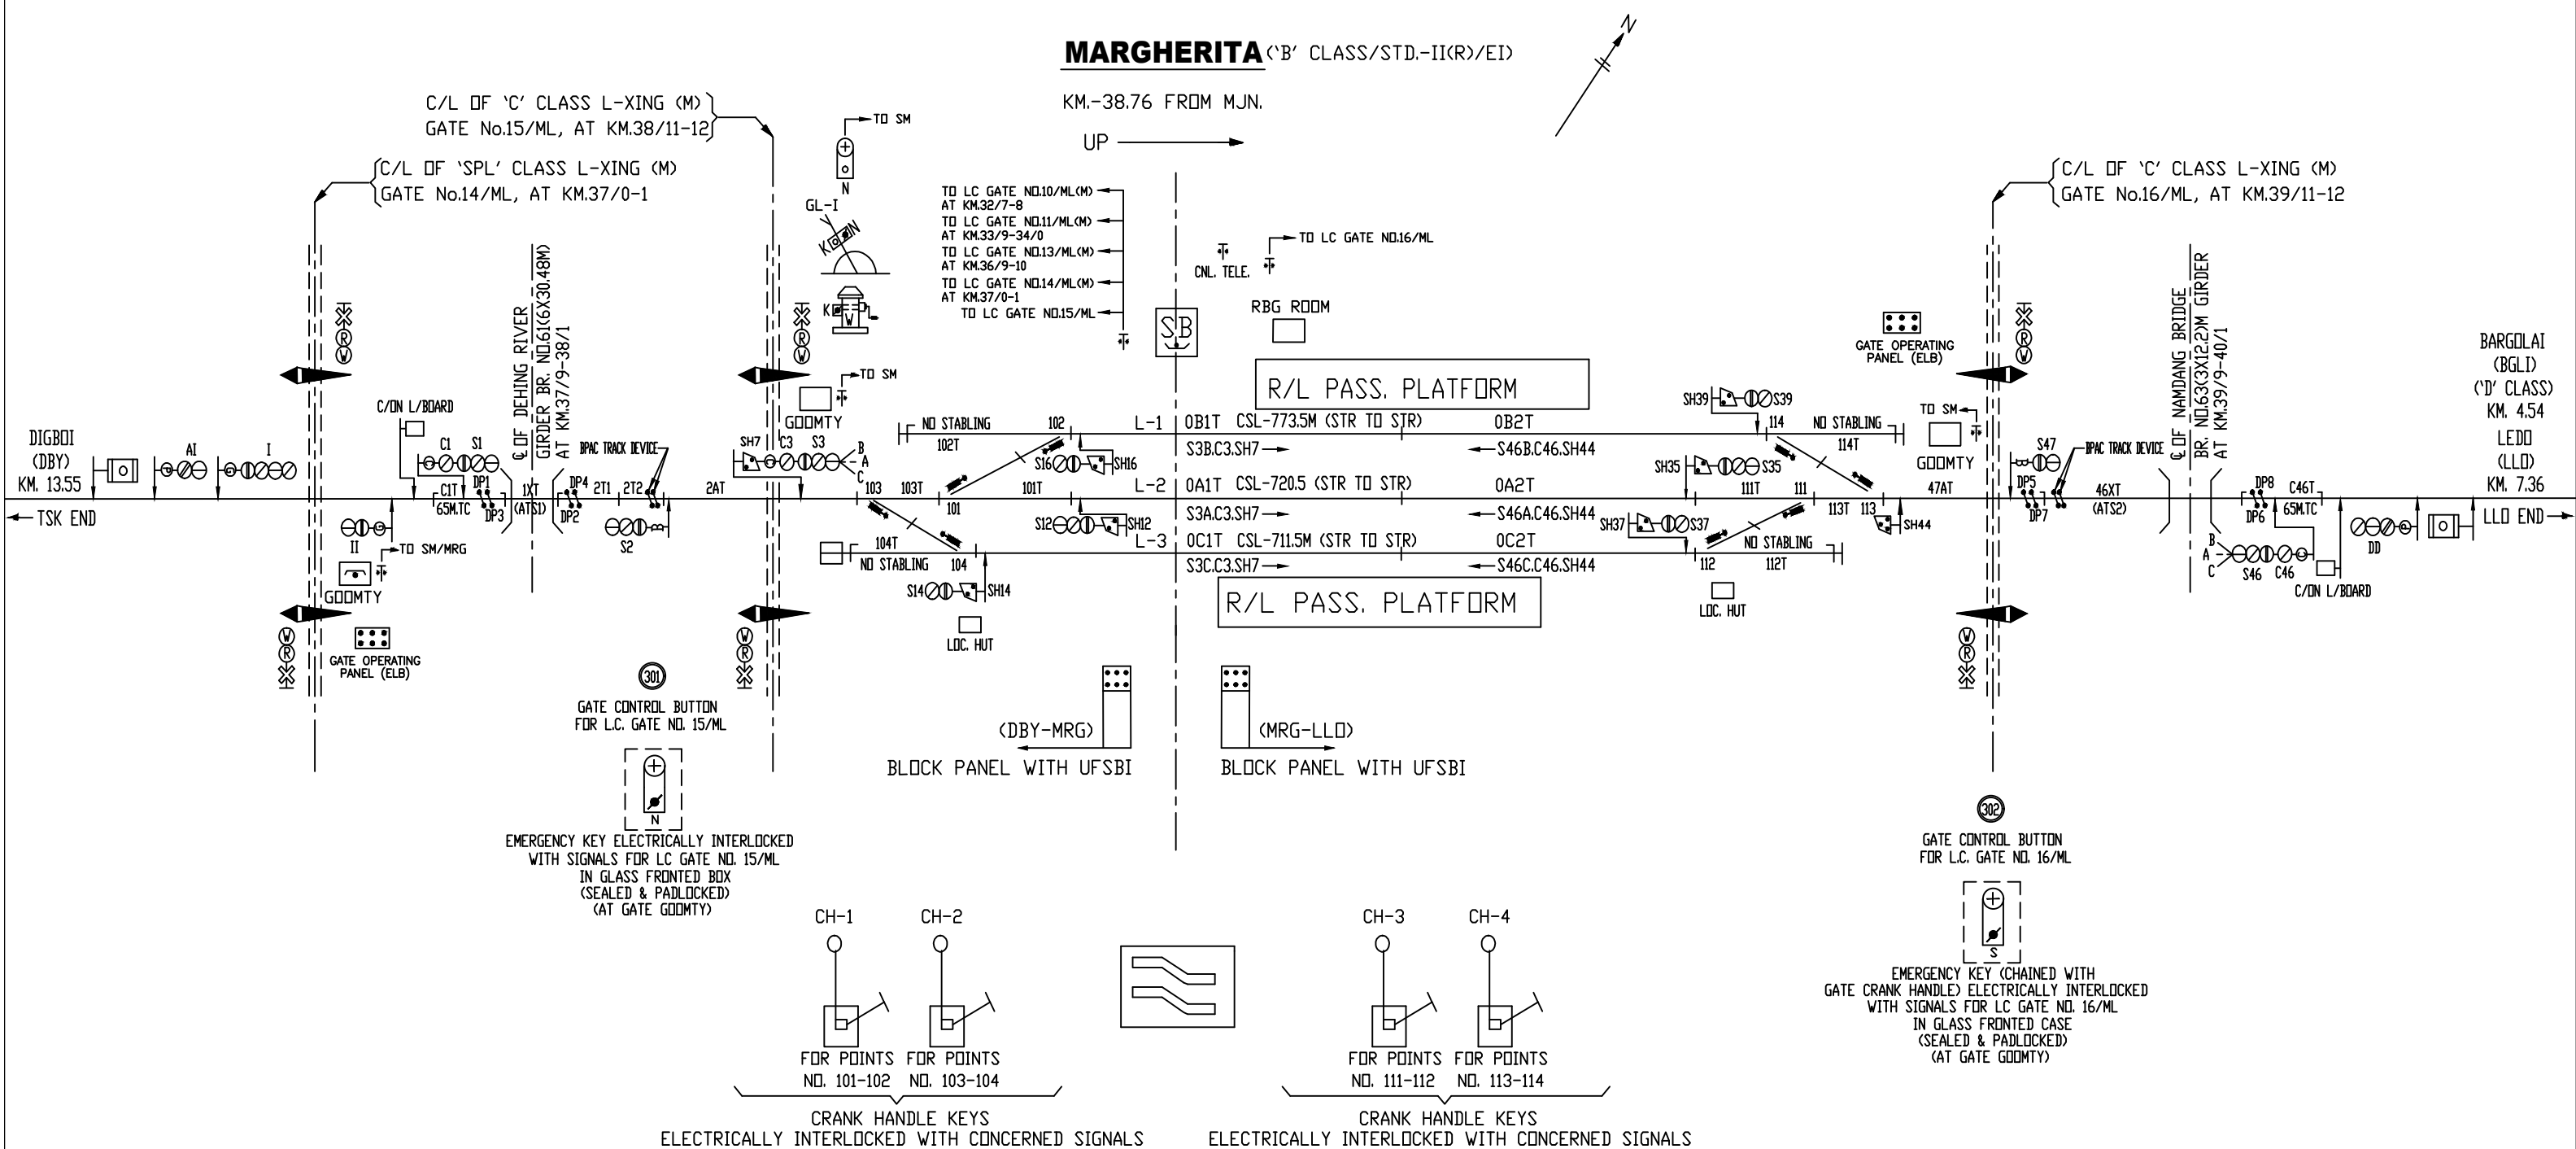 MARGHERITA ('B' CLASS/STD.-II(R)/EI)
KM.-38.76 FROM MJN.
UP
N
C/L OF 'C' CLASS L-XING (M)
GATE No.15/ML, AT KM.38/11-12
C/L OF 'SPL' CLASS L-XING (M)
GATE No.14/ML, AT KM.37/0-1
TO SM
N
GL-I
K N
K
W
TO LC GATE NO.10/ML(M)
AT KM.32/7-8
TO LC GATE NO.11/ML(M)
AT KM.33/9-34/0
TO LC GATE NO.13/ML(M)
AT KM.36/9-10
TO LC GATE NO.14/ML(M)
AT KM.37/0-1
TO LC GATE NO.15/ML
SB
CNL. TELE.
TO LC GATE NO.16/ML
RBG ROOM
C/L OF 'C' CLASS L-XING (M)
GATE No.16/ML, AT KM.39/11-12
GATE OPERATING
PANEL (ELB)
R
W
R
W
R
W
℄ OF DEHING RIVER
GIRDER BR. NO.61(6X30.48M)
AT KM.37/9-38/1
℄ OF NAMDANG BRIDGE
BR. NO.63(3X12.2)M GIRDER
AT KM.39/9-40/1
BARGOLAI
(BGLI)
('D' CLASS)
KM. 4.54
LEDO
(LLO)
KM. 7.36
LLO END
DIGBOI
(DBY)
KM. 13.55
TSK END
AI
I
C/ON L/BOARD
C1 S1
BPAC TRACK DEVICE
C1T
65M.TC
DP1
DP3
1XT
(ATS1)
DP4
DP2
2T1
2T2
2AT
S2
II
TO SM/MRG
GOOMTY
GATE OPERATING
PANEL (ELB)
TO SM
GOOMTY
SH7
C3 S3
B
A
C
103
103T
101
101T
NO STABLING
102T
102
S16
SH16
S12
SH12
104T
NO STABLING
104
S14
SH14
LOC. HUT
R/L PASS. PLATFORM
L-1 OB1T CSL-773.5M (STR TO STR) OB2T
S3B.C3.SH7
S46B.C46.SH44
L-2 OA1T CSL-720.5 (STR TO STR) OA2T
S3A.C3.SH7
S46A.C46.SH44
L-3 OC1T CSL-711.5M (STR TO STR) OC2T
S3C.C3.SH7
S46C.C46.SH44
R/L PASS. PLATFORM
SH39
S39
114
NO STABLING
114T
SH35
S35
111T
111
113T
113
SH37
S37
NO STABLING
112
112T
LOC. HUT
SH44
47AT
TO SM
GOOMTY
S47
B
BPAC TRACK DEVICE
DP5
DP7
46XT
(ATS2)
DP8
DP6
C46T
65M.TC
B
A
C
S46
C46
C/ON L/BOARD
DD
W
R
W
R
W
R
301
GATE CONTROL BUTTON
FOR L.C. GATE NO. 15/ML
N
EMERGENCY KEY ELECTRICALLY INTERLOCKED
WITH SIGNALS FOR LC GATE NO. 15/ML
IN GLASS FRONTED BOX
(SEALED & PADLOCKED)
(AT GATE GOOMTY)
(DBY-MRG)
BLOCK PANEL WITH UFSBI
(MRG-LLO)
BLOCK PANEL WITH UFSBI
302
GATE CONTROL BUTTON
FOR L.C. GATE NO. 16/ML
S
EMERGENCY KEY (CHAINED WITH
GATE CRANK HANDLE) ELECTRICALLY INTERLOCKED
WITH SIGNALS FOR LC GATE NO. 16/ML
IN GLASS FRONTED CASE
(SEALED & PADLOCKED)
(AT GATE GOOMTY)
CH-1
CH-2
FOR POINTS
NO. 101-102
FOR POINTS
NO. 103-104
CRANK HANDLE KEYS
ELECTRICALLY INTERLOCKED WITH CONCERNED SIGNALS
CH-3
CH-4
FOR POINTS
NO. 111-112
FOR POINTS
NO. 113-114
CRANK HANDLE KEYS
ELECTRICALLY INTERLOCKED WITH CONCERNED SIGNALS